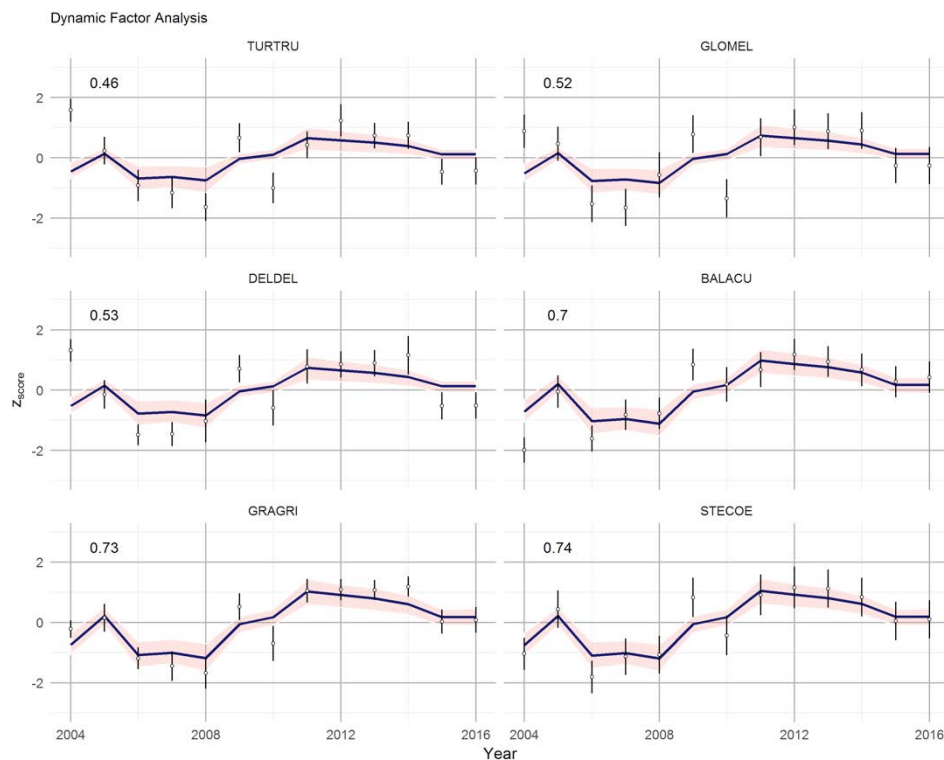 Dynamic Factor Analysis
TURTRU
GLOMEL
0.46
0.52
2
0
-2
DELDEL
BALACU
0.53
0.7
2
0
-2
zscore
GRAGRI
STECOE
0.73
0.74
2
0
-2
2004
2008
2012
2016
2004
2008
2012
2016
Year